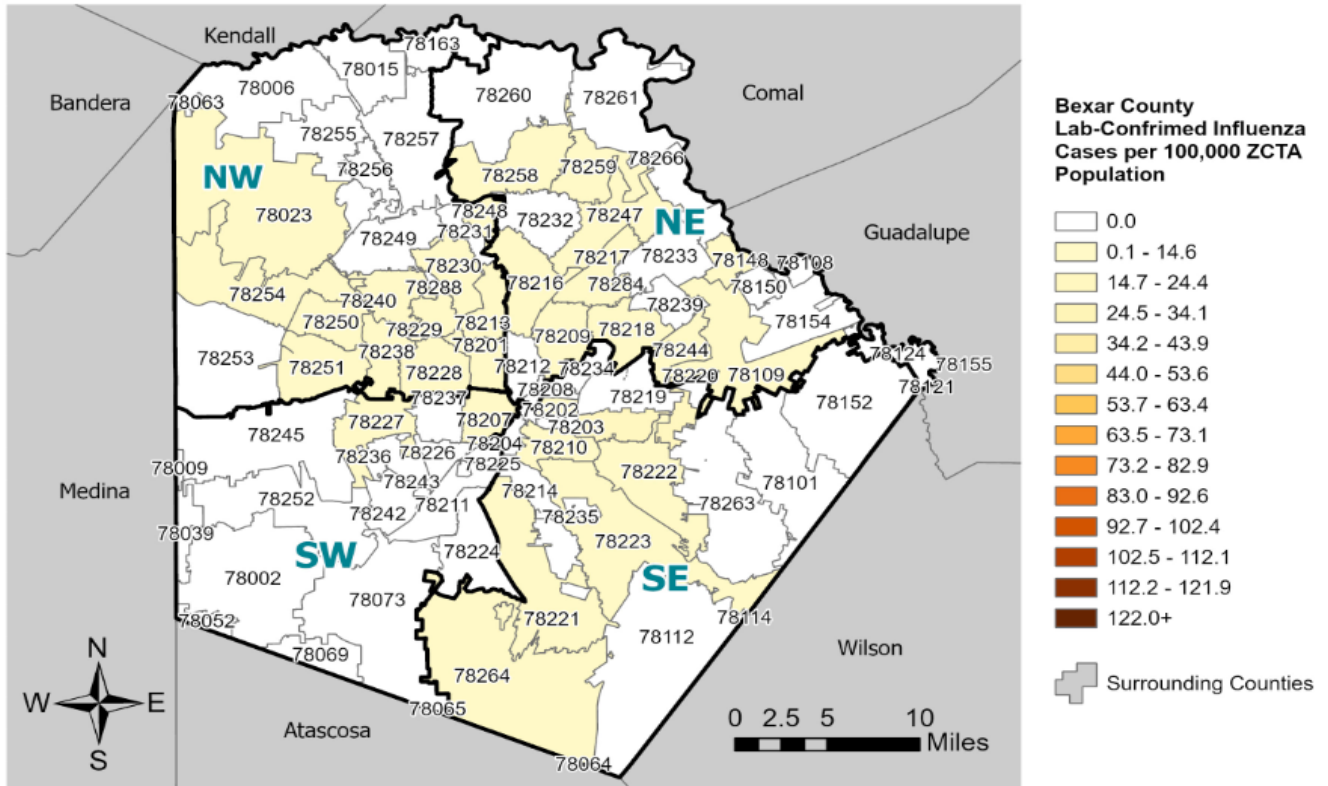 Kendall
78163
78015
78006
Bandera
78063
78260
78261
Comal
78255
78257
78256
78266
78259
78258
NW
78023
78248
78232
78247
NE
78231
78249
78233
Guadalupe
78230
78217
78148
78108
78216
78284
78150
78288
78254
78240
78239
78154
78250
78229
78213
78209
78218
78201
78244
78253
78238
78251
78228
78212
78234
78220
78109
78124
78155
78121
78208
78219
78237
78152
78202
78227
78207
78203
78245
78204
78210
78236
78226
78225
78222
78009
78243
78214
78101
Medina
78252
78211
78263
78242
78235
78039
78223
SW
78224
SE
78002
78073
78221
78114
78052
78112
78069
78264
Wilson
78065
Atascosa
78064
N
W
E
S
0 2.5 5 10
Miles
Bexar County
Lab-Confrimed Influenza
Cases per 100,000 ZCTA
Population
0.0
0.1 - 14.6
14.7 - 24.4
24.5 - 34.1
34.2 - 43.9
44.0 - 53.6
53.7 - 63.4
63.5 - 73.1
73.2 - 82.9
83.0 - 92.6
92.7 - 102.4
102.5 - 112.1
112.2 - 121.9
122.0+
Surrounding Counties